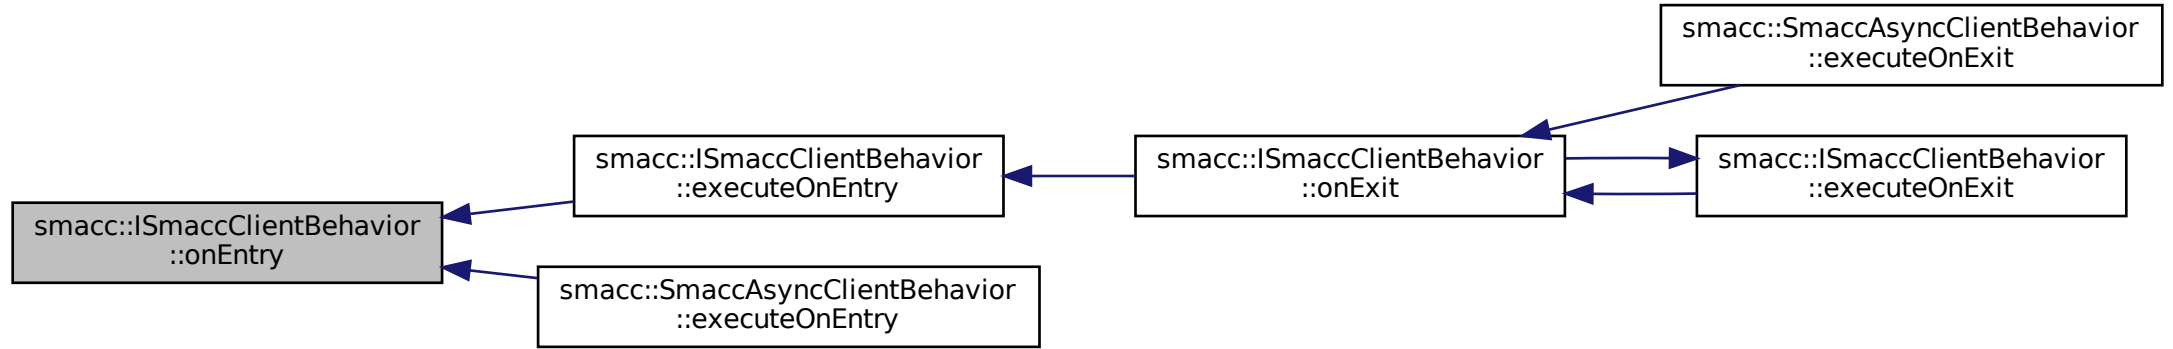 smacc::SmaccAsyncClientBehavior
::executeOnExit
smacc::ISmaccClientBehavior
::executeOnEntry
smacc::ISmaccClientBehavior
::onExit
smacc::ISmaccClientBehavior
::executeOnExit
smacc::ISmaccClientBehavior
::onEntry
smacc::SmaccAsyncClientBehavior
::executeOnEntry